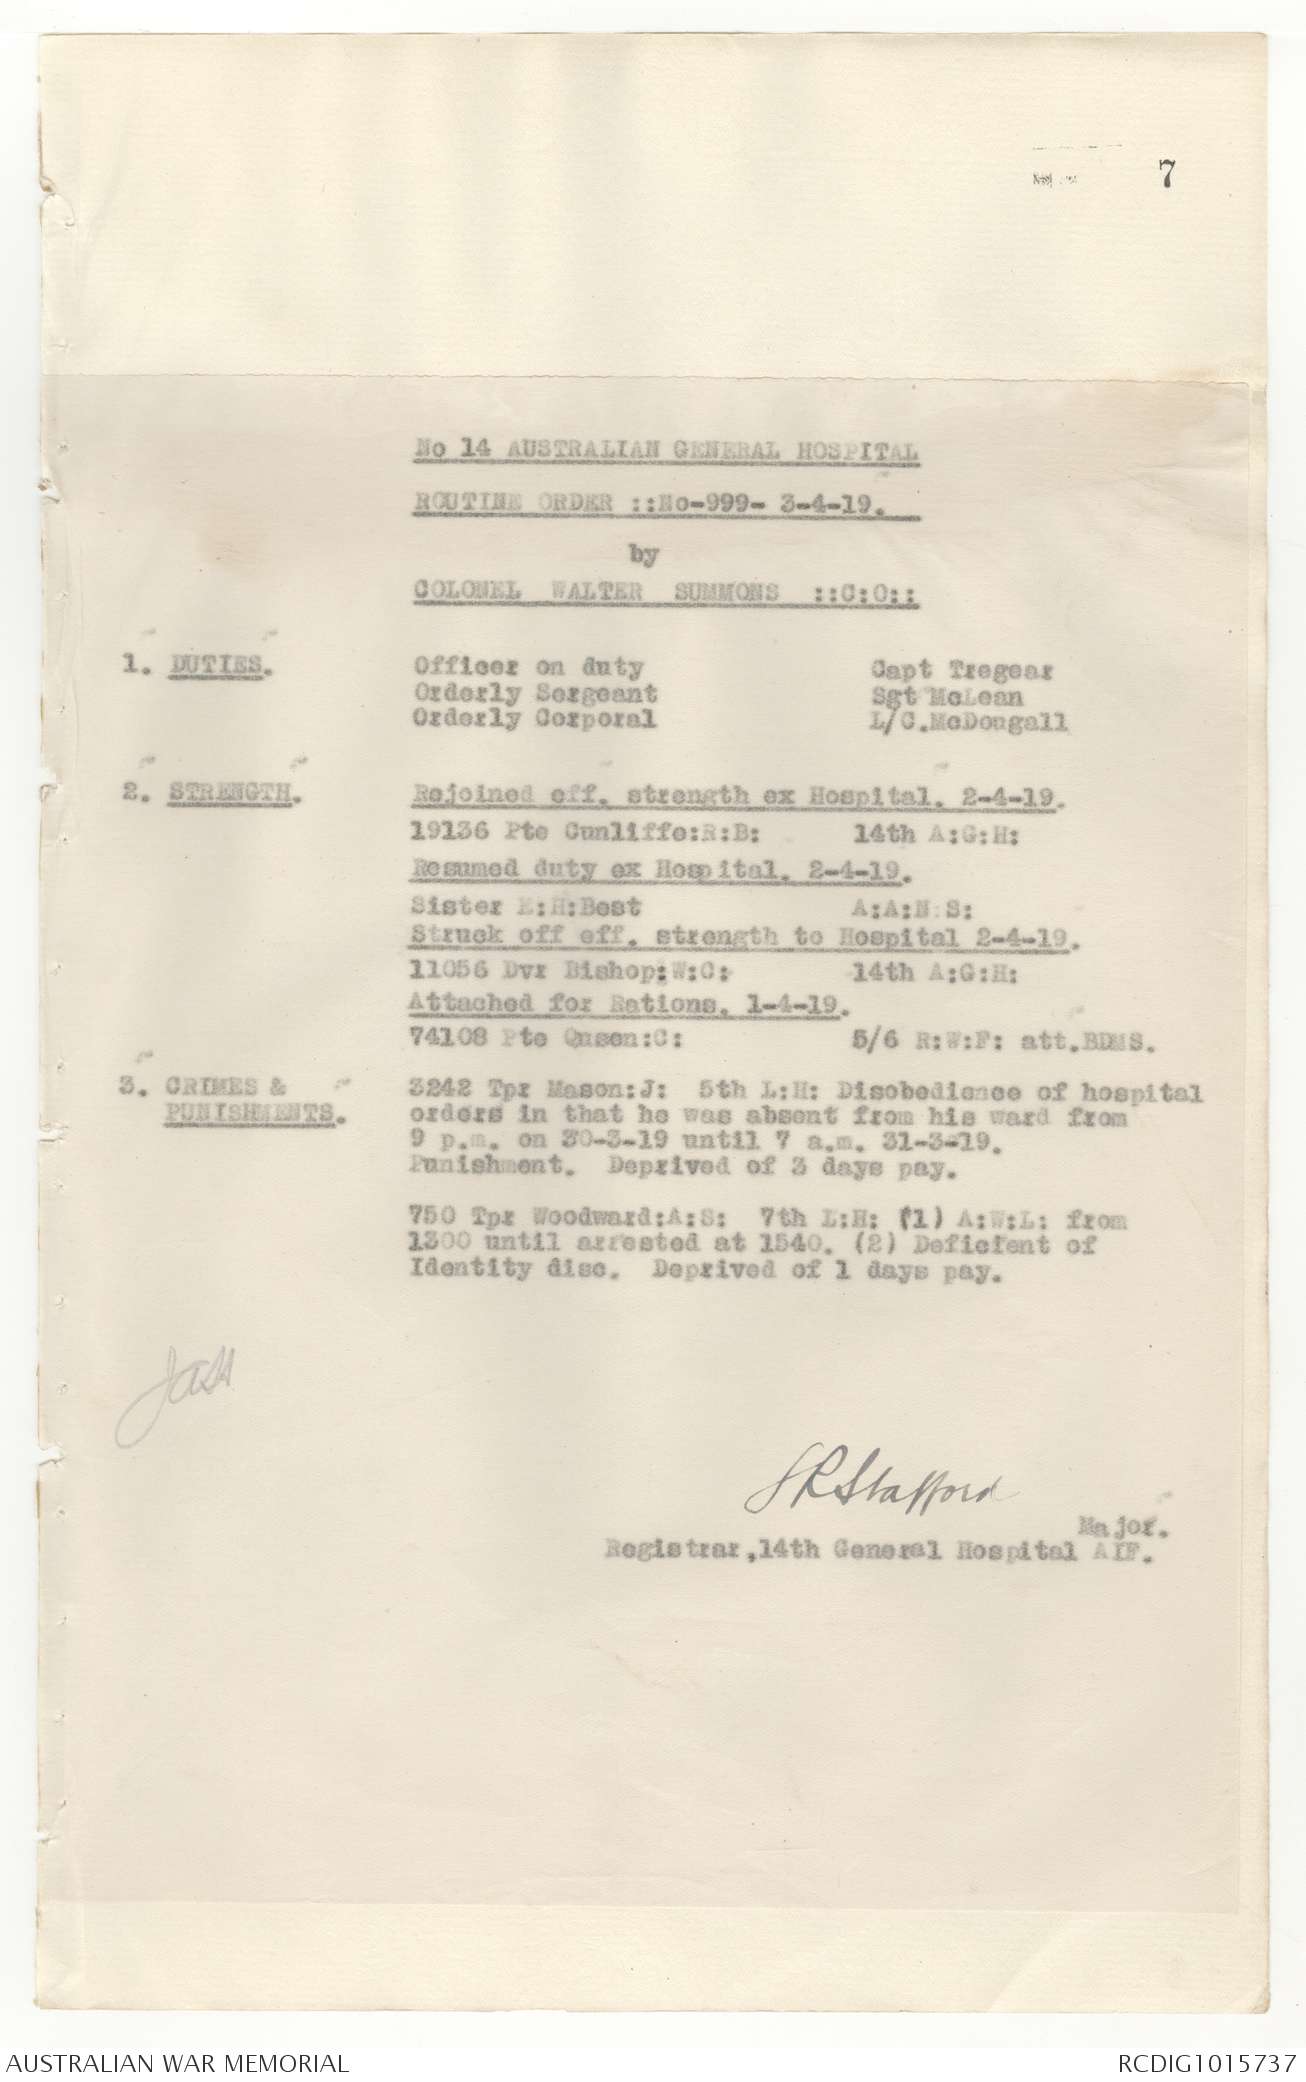 7
No 14 AUSTRALIAN GENERAL HOSPITAL
ROUTINE ORDER ::No-999- 3-4-19.
by
COLONEL WALTER SUMMONS ::C:O::
1. DUTIES. Officer on duty Capt Tregear
Orderly Sergeant Sgt McLean
Orderly Corporal L/C.McDougall
2. STRENGTH. Rejoined eff. strength ex Hospital. 2-4-19.
19136 Pte Cunliffe:R:B: 14th A:G:H:
Resumed duty ex Hospital. 2-4-19.
Sister E:H:Best A:A:N:S:
Struck off eff. strength to Hospital 2-4-19.
11056 Dvr Bishop:W:C: 14th A:G:H:
Attached for Rations. 1-4-19.
74108 Pte Queen:C: 5/6 R:W:F: att.BDMS.
3. CRIMES & 3242 Tpr Mason:J: 5th L:H: Disobedience of hospital
PUNISHMENTS. orders in that he was absent from his ward from
9 p.m. on 30-3-19 until 7 a.m. 31-3-19.
Punishment. Deprived of 3 days pay.
750 Tpr Woodward:A:S: 7th L:H: (1) A:W:L: from
1300 until arrested at 1540. (2) Deficient of
Identity disc. Deprived of 1 days pay.
SRStafford
Major.
Registrar,14th General Hospital AIF.
AUSTRALIAN WAR MEMORIAL RCDIG1015737